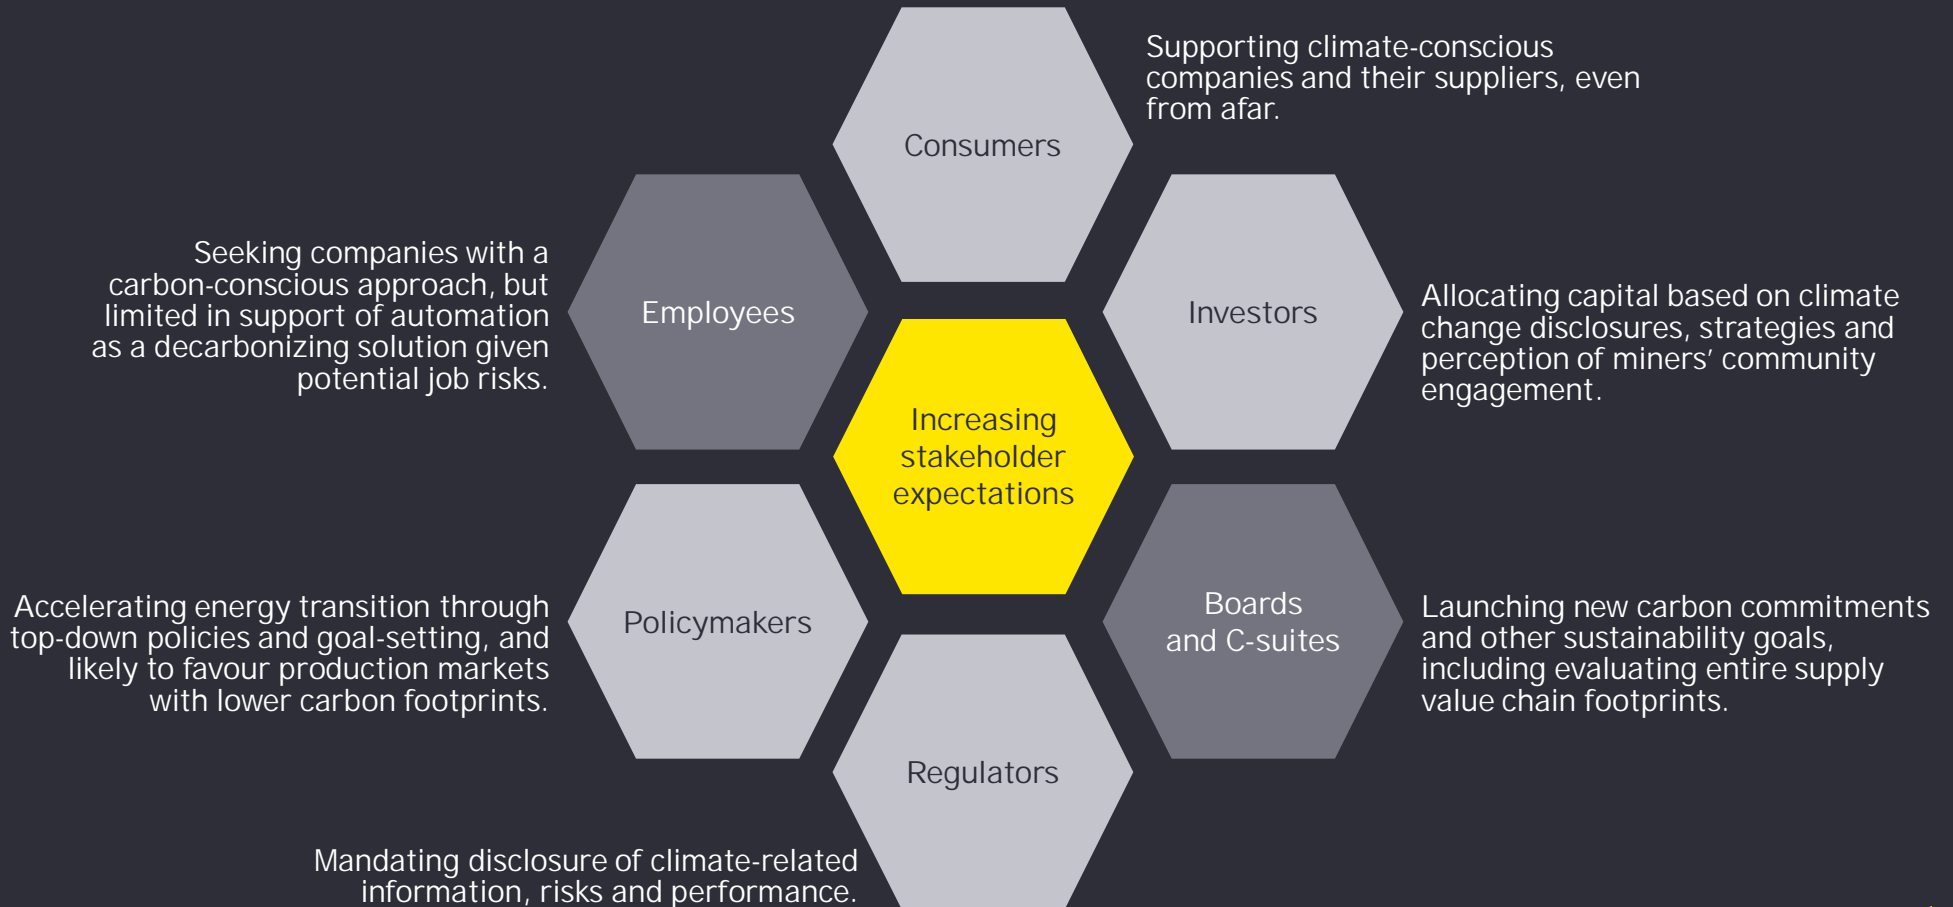 Consumers
Supporting climate-conscious
companies and their suppliers, even
from afar.
Seeking companies with a
carbon-conscious approach, but
limited in support of automation
as a decarbonizing solution given
potential job risks.
Employees
Investors
Allocating capital based on climate
change disclosures, strategies and
perception of miners’ community
engagement.
Increasing
stakeholder
expectations
Accelerating energy transition through
top-down policies and goal-setting, and
likely to favour production markets
with lower carbon footprints.
Policymakers
Boards
and C-suites
Launching new carbon commitments
and other sustainability goals,
including evaluating entire supply
value chain footprints.
Regulators
Mandating disclosure of climate-related
information, risks and performance.